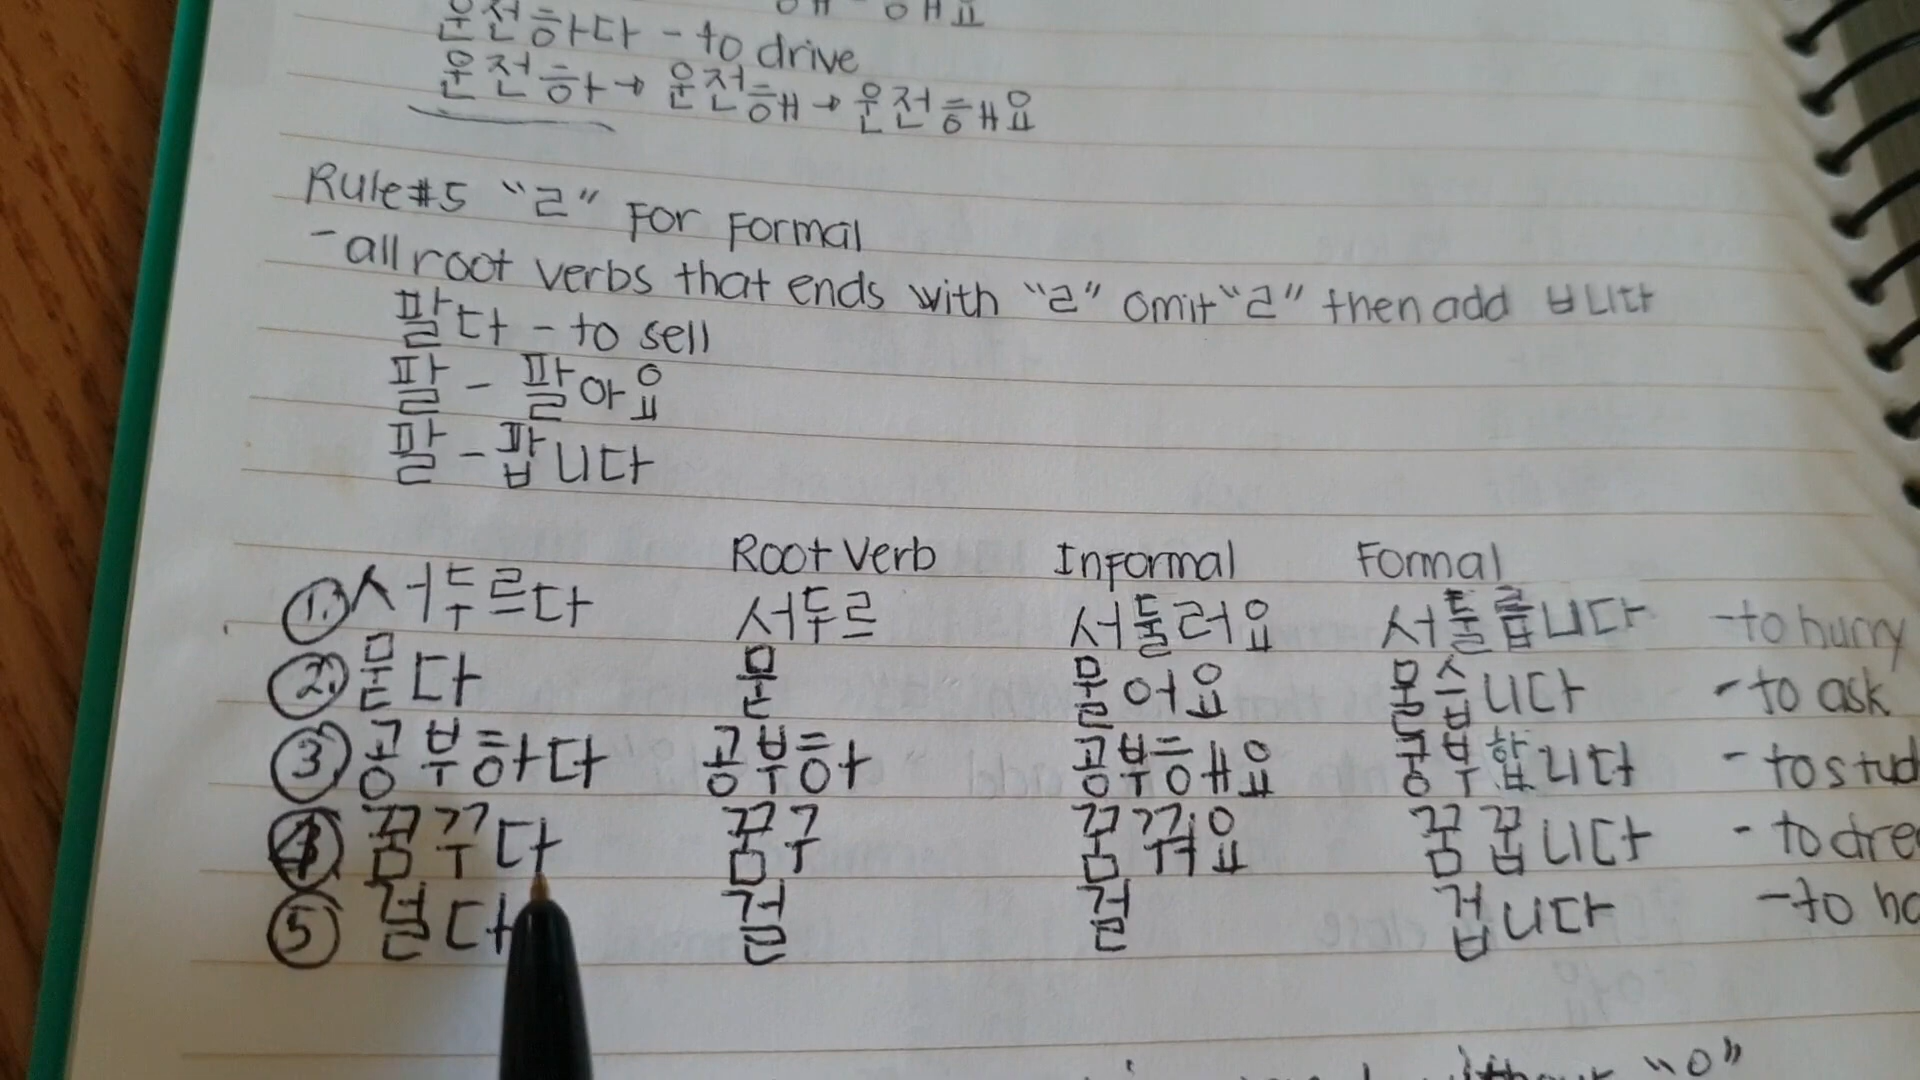 해요
운전하다 - to drive
운전하 → 운전해 → 운전해요
Rule #5 "ㄹ" For Formal
- all root verbs that ends with "ㄹ" omit "ㄹ" then add ㅂ니다
팔다 - to sell
팔 - 팔아요
팔 - 팝니다
Root Verb Informal Formal
1. 서두르다 서두르 서둘러요 서둘릅니다 - to hurry
2. 묻다 묻 물어요 물습니다 - to ask
3. 공부하다 공부하 공부해요 공부합니다 - to stud
4 꿈꾸다 꿈구 꿈꿔요 꿈꿉니다 - to dre
5 걸다 걸 걸 겁니다 - to ha
"ㅇ"